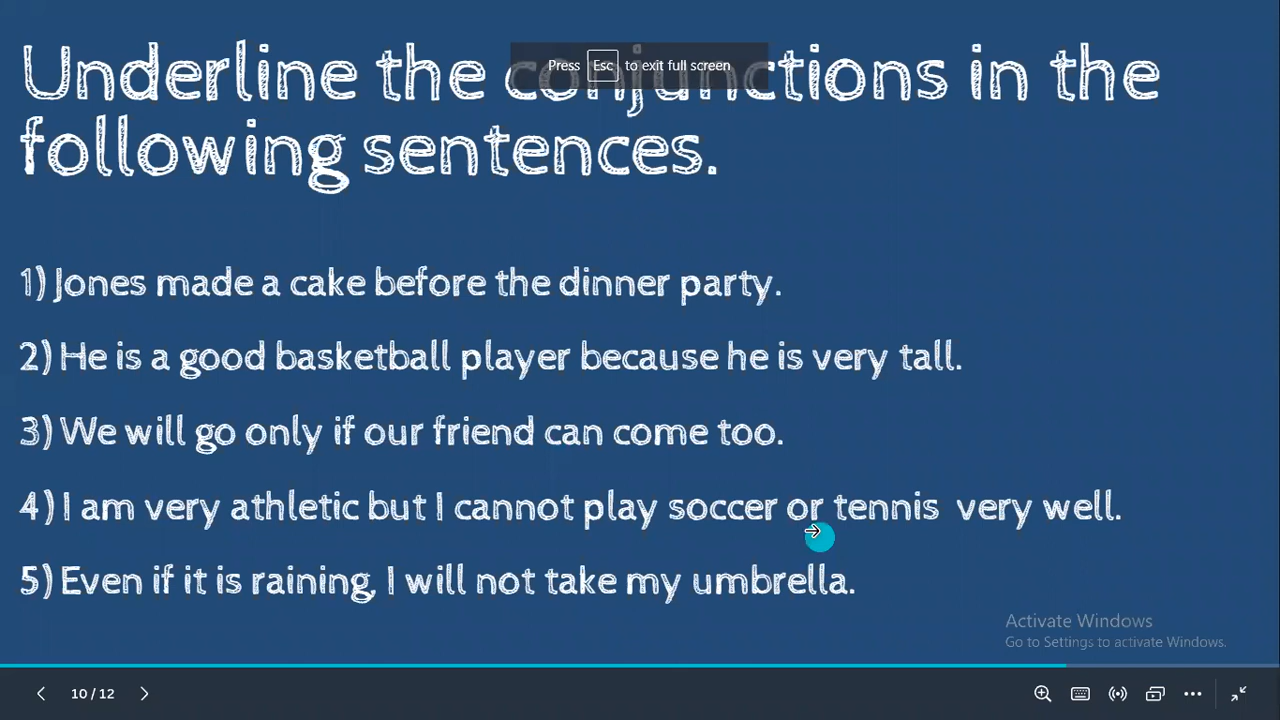 Underline the conjunctions in the
Press Esc to exit full screen
following sentences.
1) Jones made a cake before the dinner party.
2) He is a good basketball player because he is very tall.
3) We will go only if our friend can come too.
4) I am very athletic but I cannot play soccer or tennis very well.
5) Even if it is raining, I will not take my umbrella.
Activate Windows
Go to Settings to activate Windows.
10 / 12